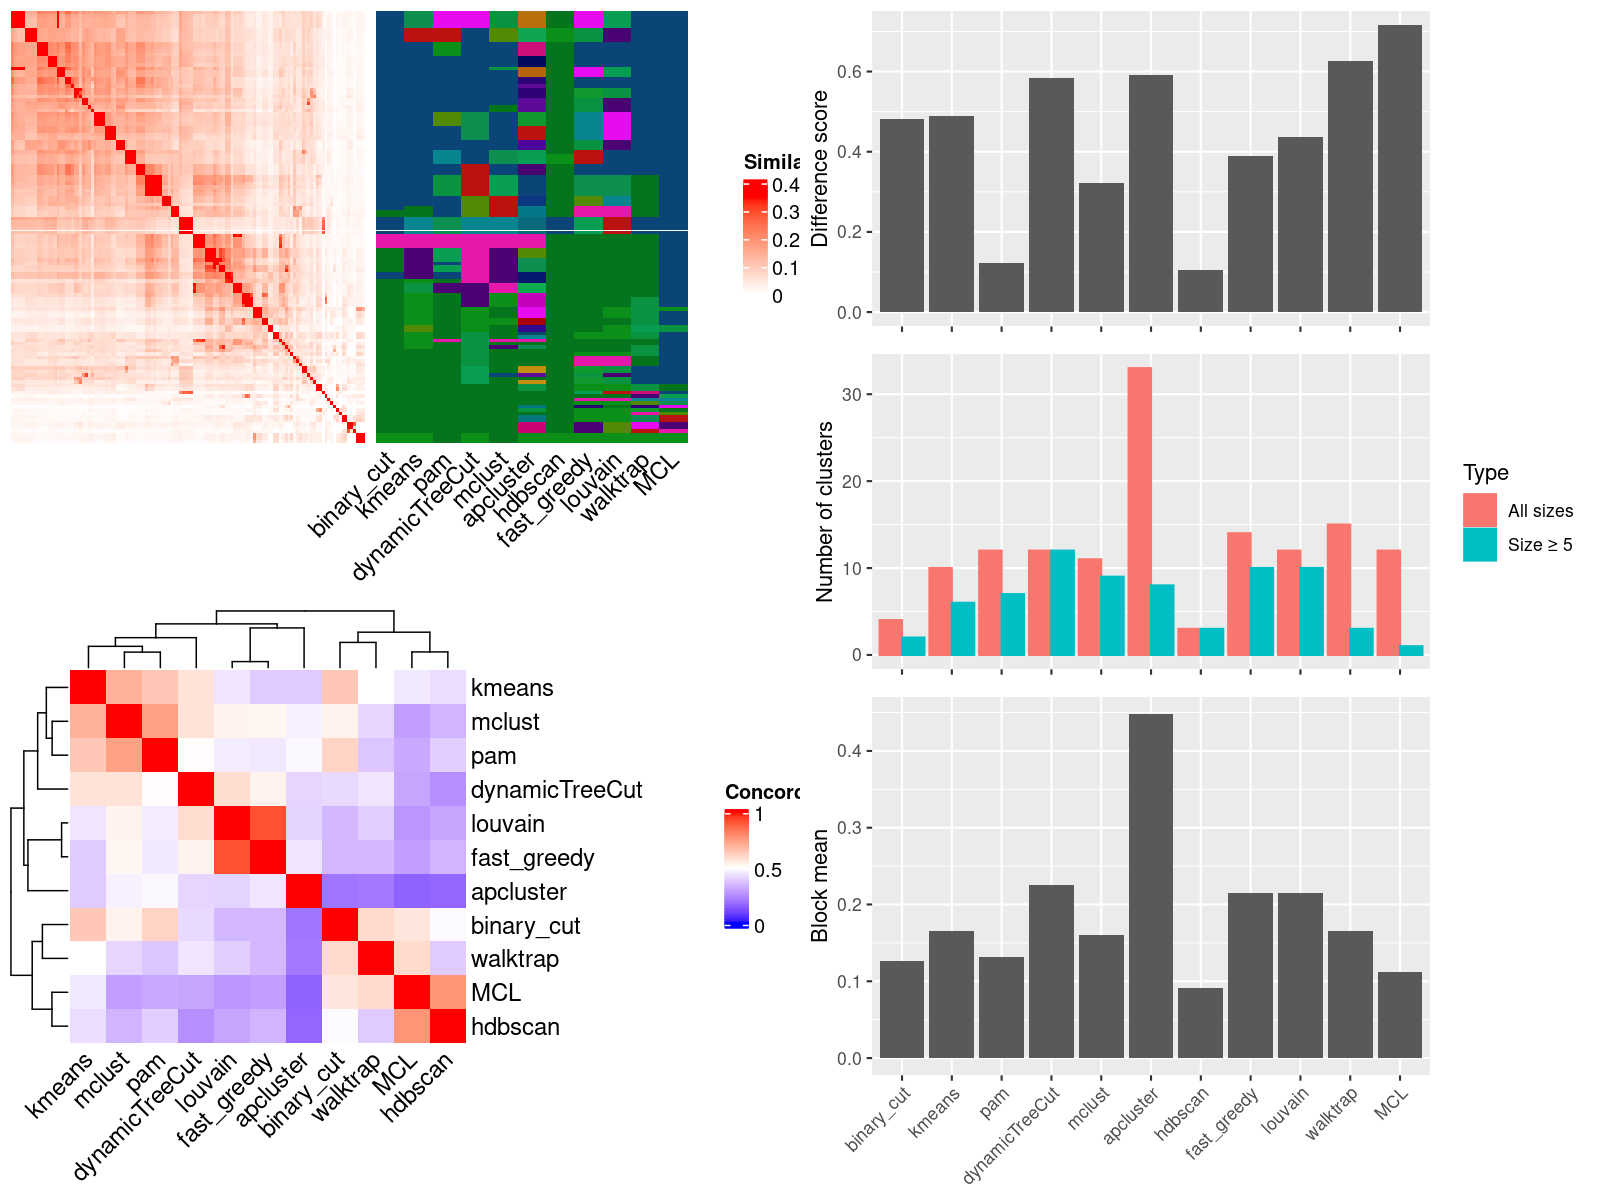 Simila
0.4
0.3
0.2
0.1
0
binary_cut
kmeans
pam
dynamicTreeCut
mclust
apcluster
hdbscan
fast_greedy
louvain
walktrap
MCL
kmeans
mclust
pam
dynamicTreeCut
louvain
fast_greedy
apcluster
binary_cut
walktrap
MCL
hdbscan
kmeans
mclust
pam
dynamicTreeCut
louvain
fast_greedy
apcluster
binary_cut
walktrap
MCL
hdbscan
Concord
1
0.5
0
Difference score
0.6
0.4
0.2
0.0
Number of clusters
30
20
10
0
Type
All sizes
Size ≥ 5
Block mean
0.4
0.3
0.2
0.1
0.0
binary_cut
kmeans
pam
dynamicTreeCut
mclust
apcluster
hdbscan
fast_greedy
louvain
walktrap
MCL